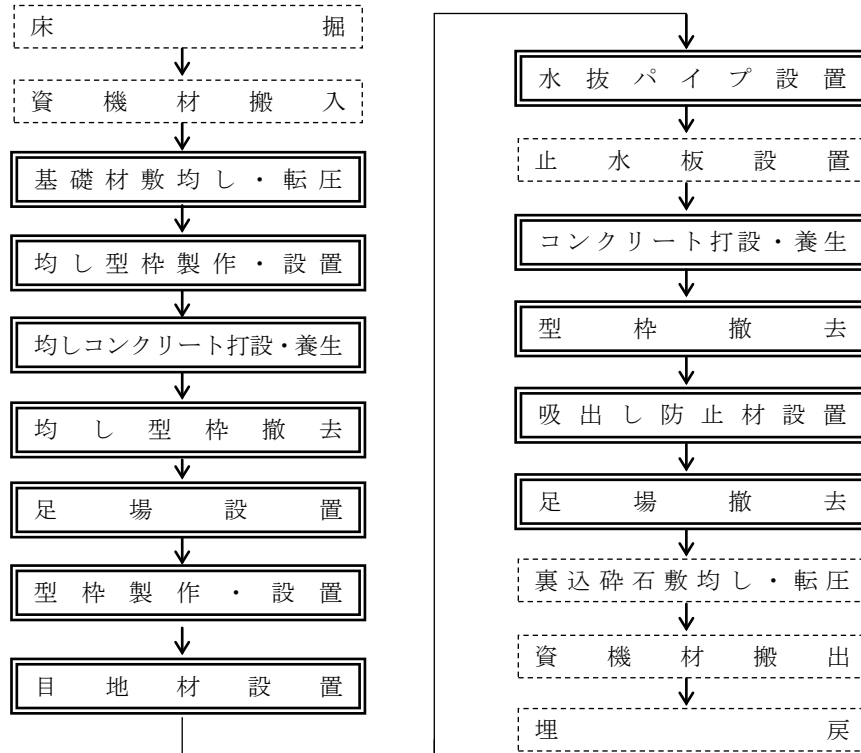 床掘
資機材搬入
基礎材敷均し・転圧
均し型枠製作・設置
均しコンクリート打設・養生
均し型枠撤去
足場設置
型枠製作・設置
目地材設置
水抜パイプ設置
止水板設置
コンクリート打設・養生
型枠撤去
吸出し防止材設置
足場撤去
裏込砕石敷均し・転圧
資機材搬出
埋戻